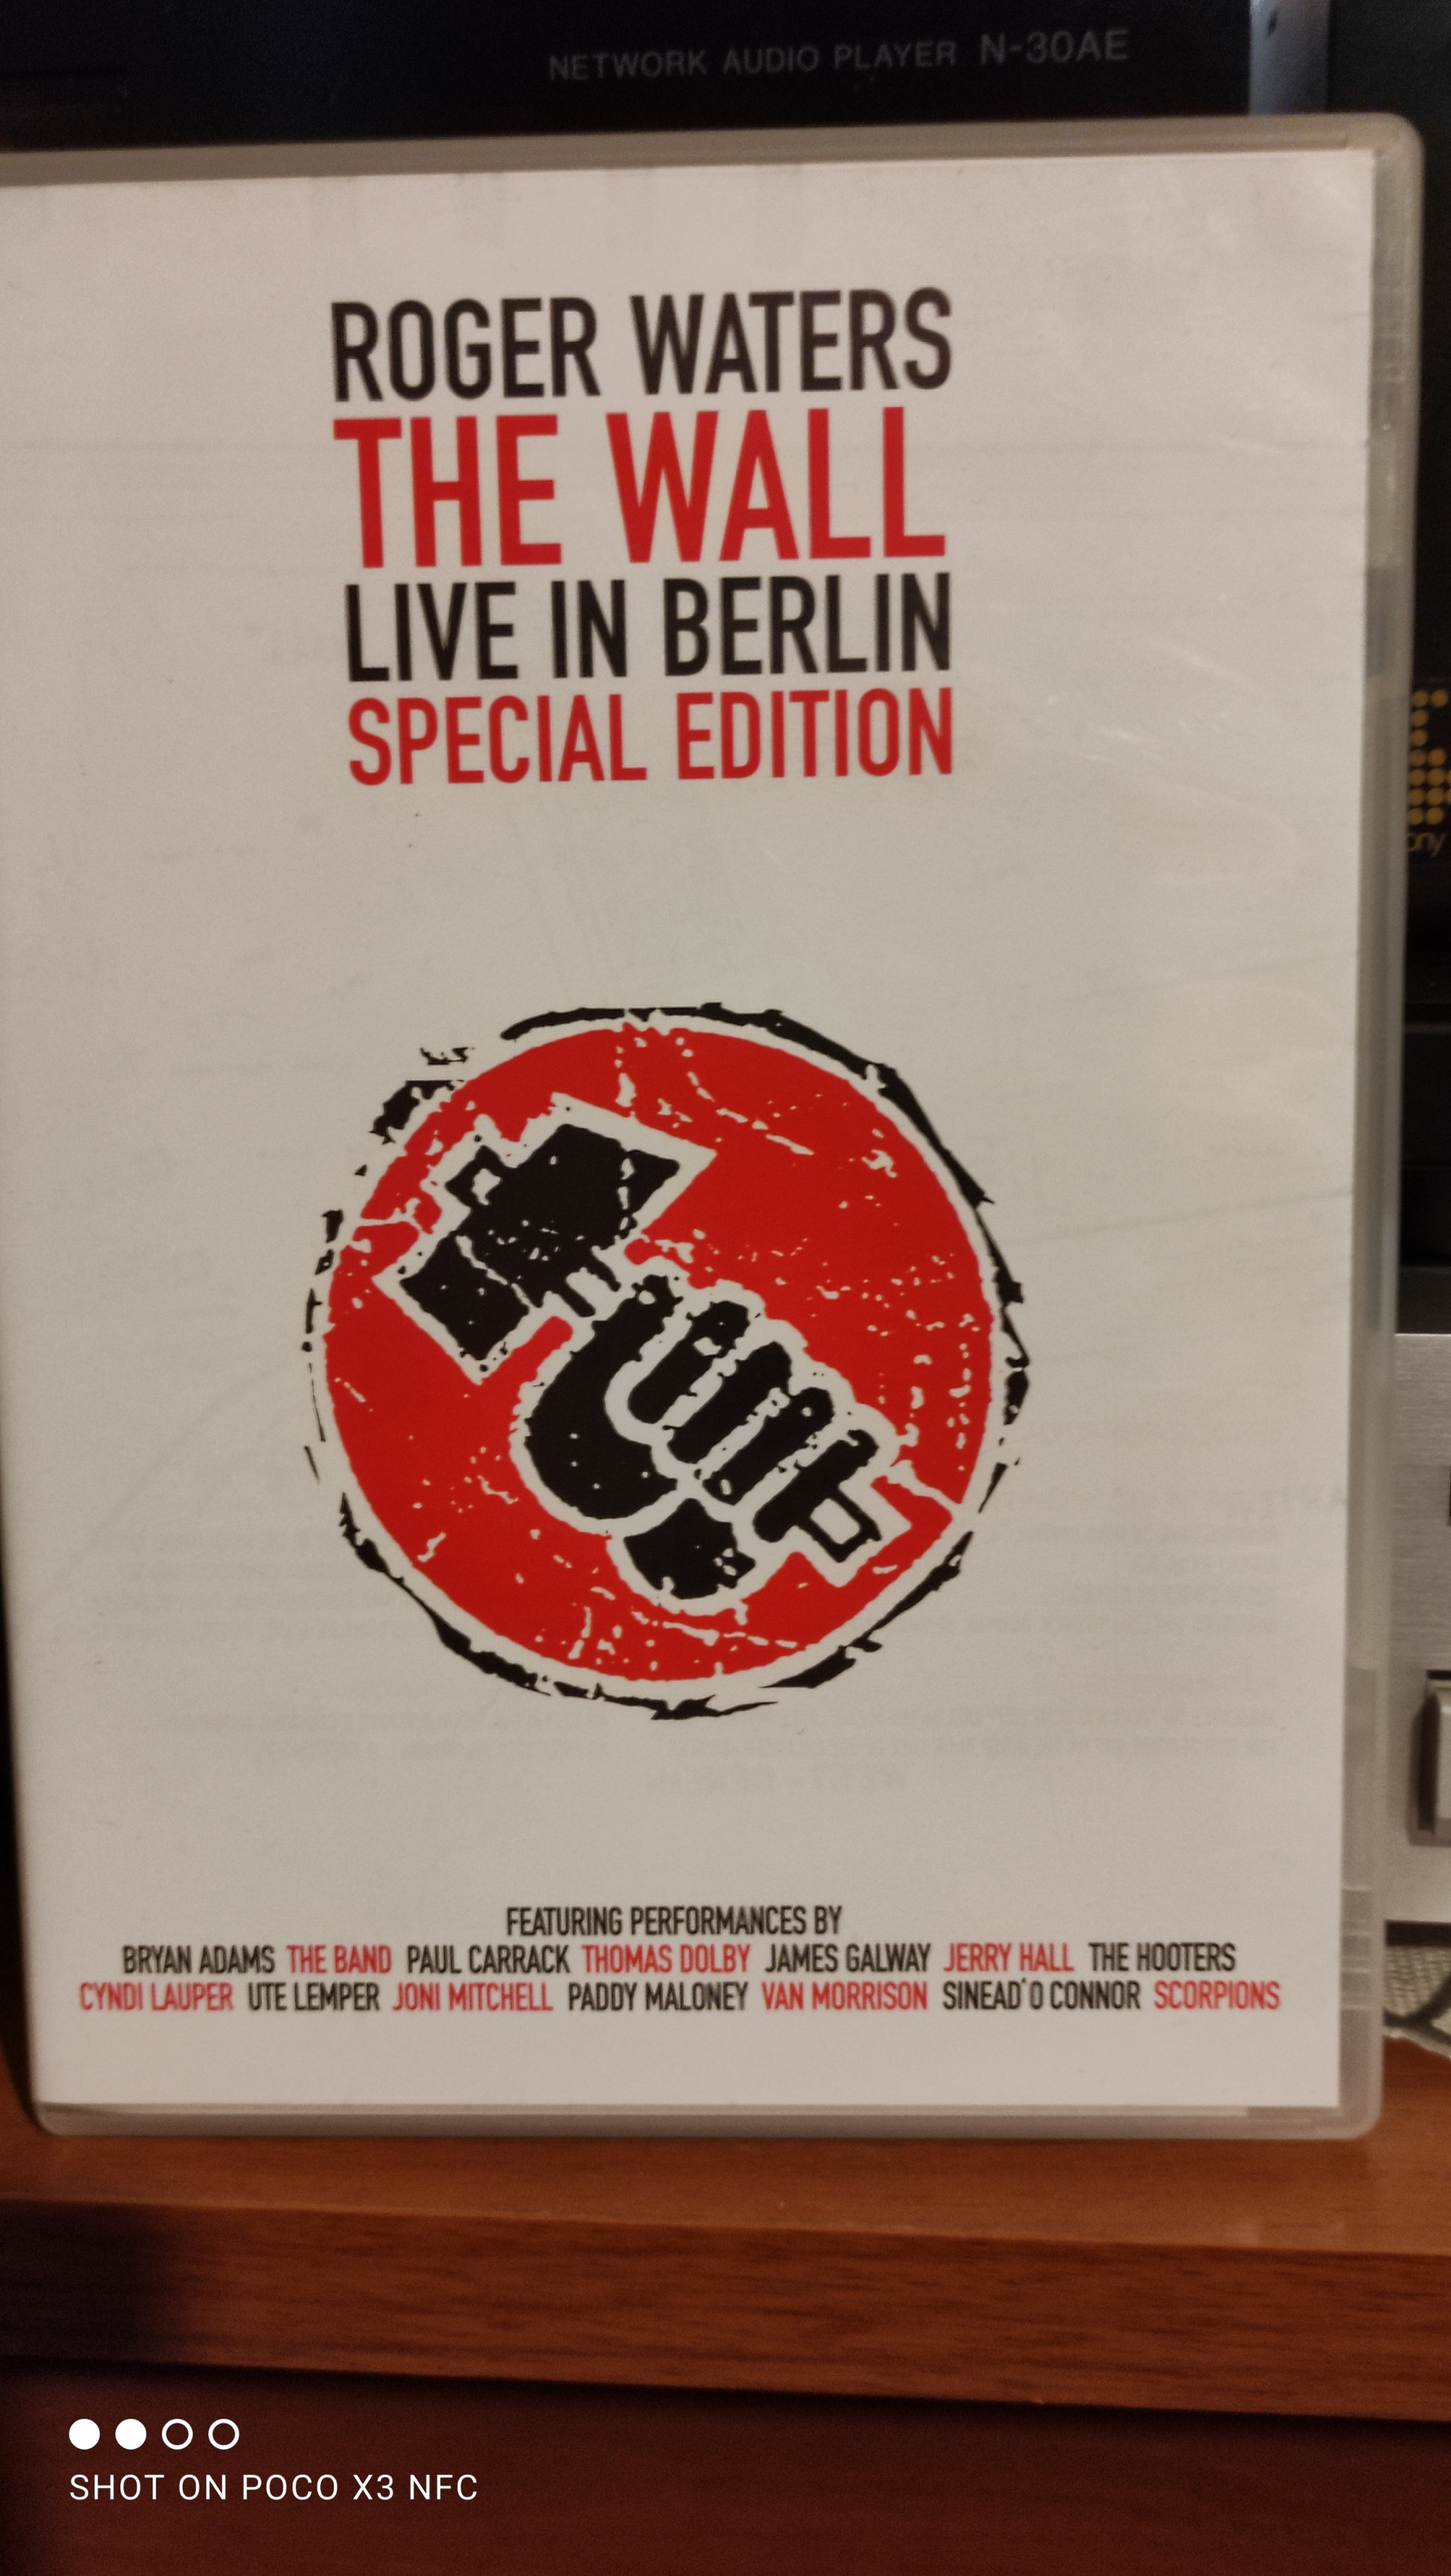 NETWORK AUDIO PLAYER N-30AE
ROGER WATERS
THE WALL
LIVE IN BERLIN
SPECIAL EDITION
FEATURING PERFORMANCES BY
BRYAN ADAMS THE BAND PAUL CARRACK THOMAS DOLBY JAMES GALWAY JERRY HALL THE HOOTERS
CYNDI LAUPER UTE LEMPER JONI MITCHELL PADDY MALONEY VAN MORRISON SINEAD'O CONNOR SCORPIONS
SHOT ON POCO X3 NFC